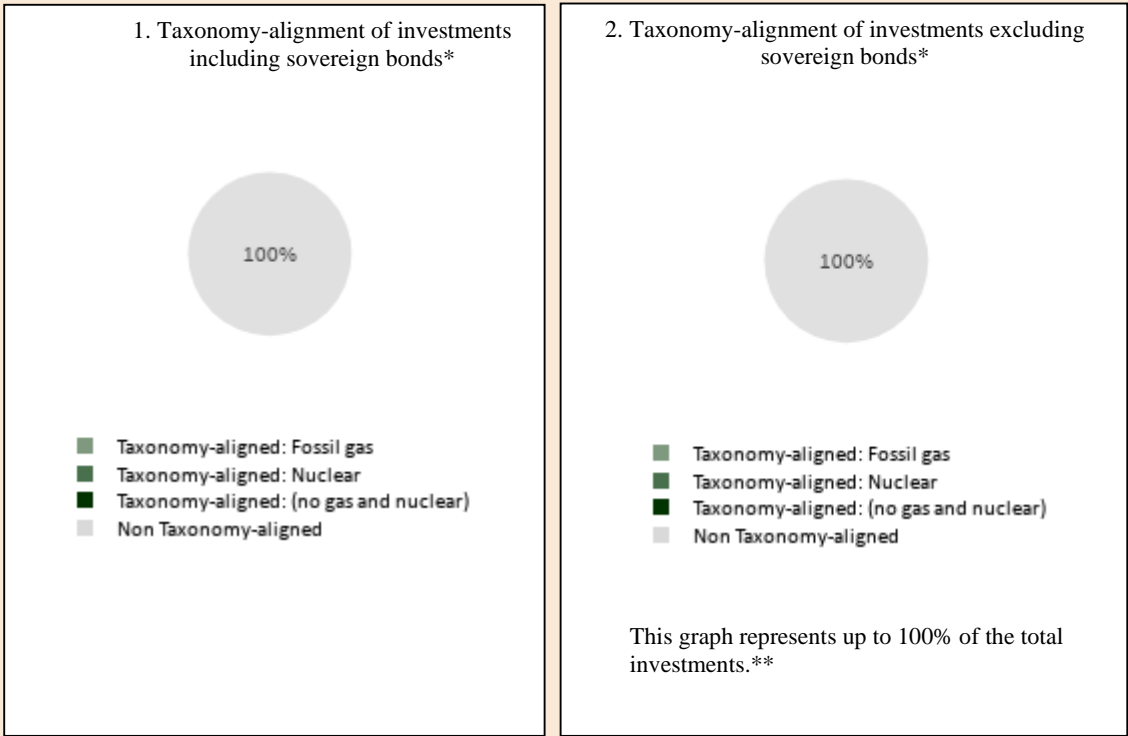 1. Taxonomy-alignment of investments
including sovereign bonds*
100%
Taxonomy-aligned: Fossil gas
Taxonomy-aligned: Nuclear
Taxonomy-aligned: (no gas and nuclear)
Non Taxonomy-aligned
2. Taxonomy-alignment of investments excluding
sovereign bonds*
100%
Taxonomy-aligned: Fossil gas
Taxonomy-aligned: Nuclear
Taxonomy-aligned: (no gas and nuclear)
Non Taxonomy-aligned
This graph represents up to 100% of the total
investments.**